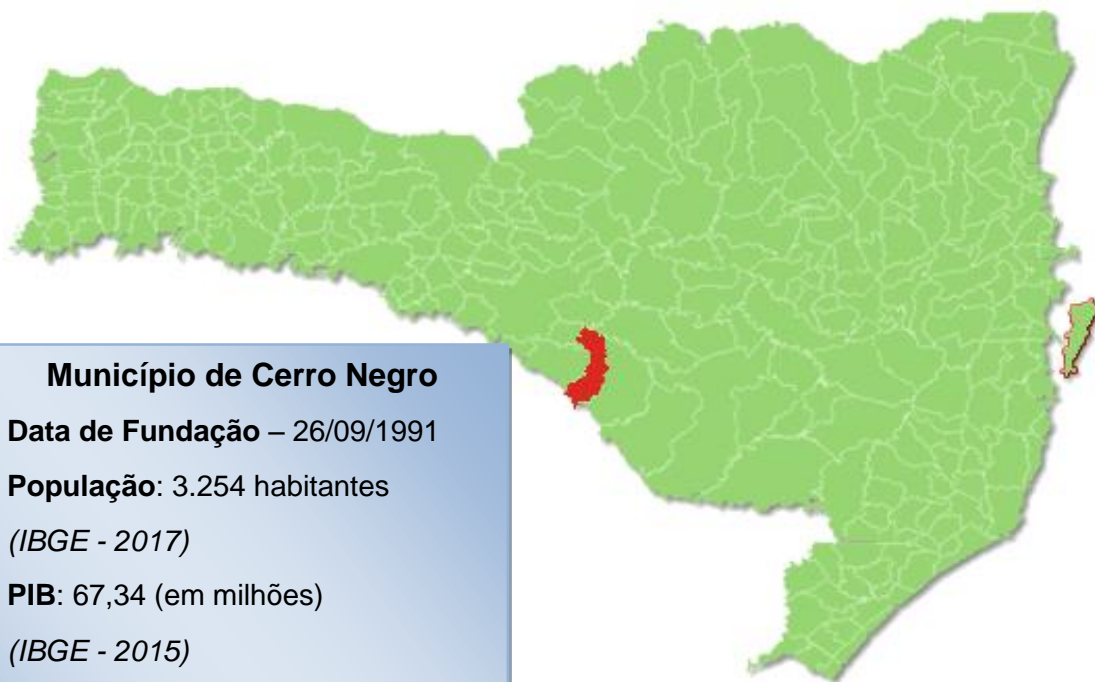 Município de Cerro Negro
Data de Fundação – 26/09/1991
População: 3.254 habitantes
(IBGE - 2017)
PIB: 67,34 (em milhões)
(IBGE - 2015)